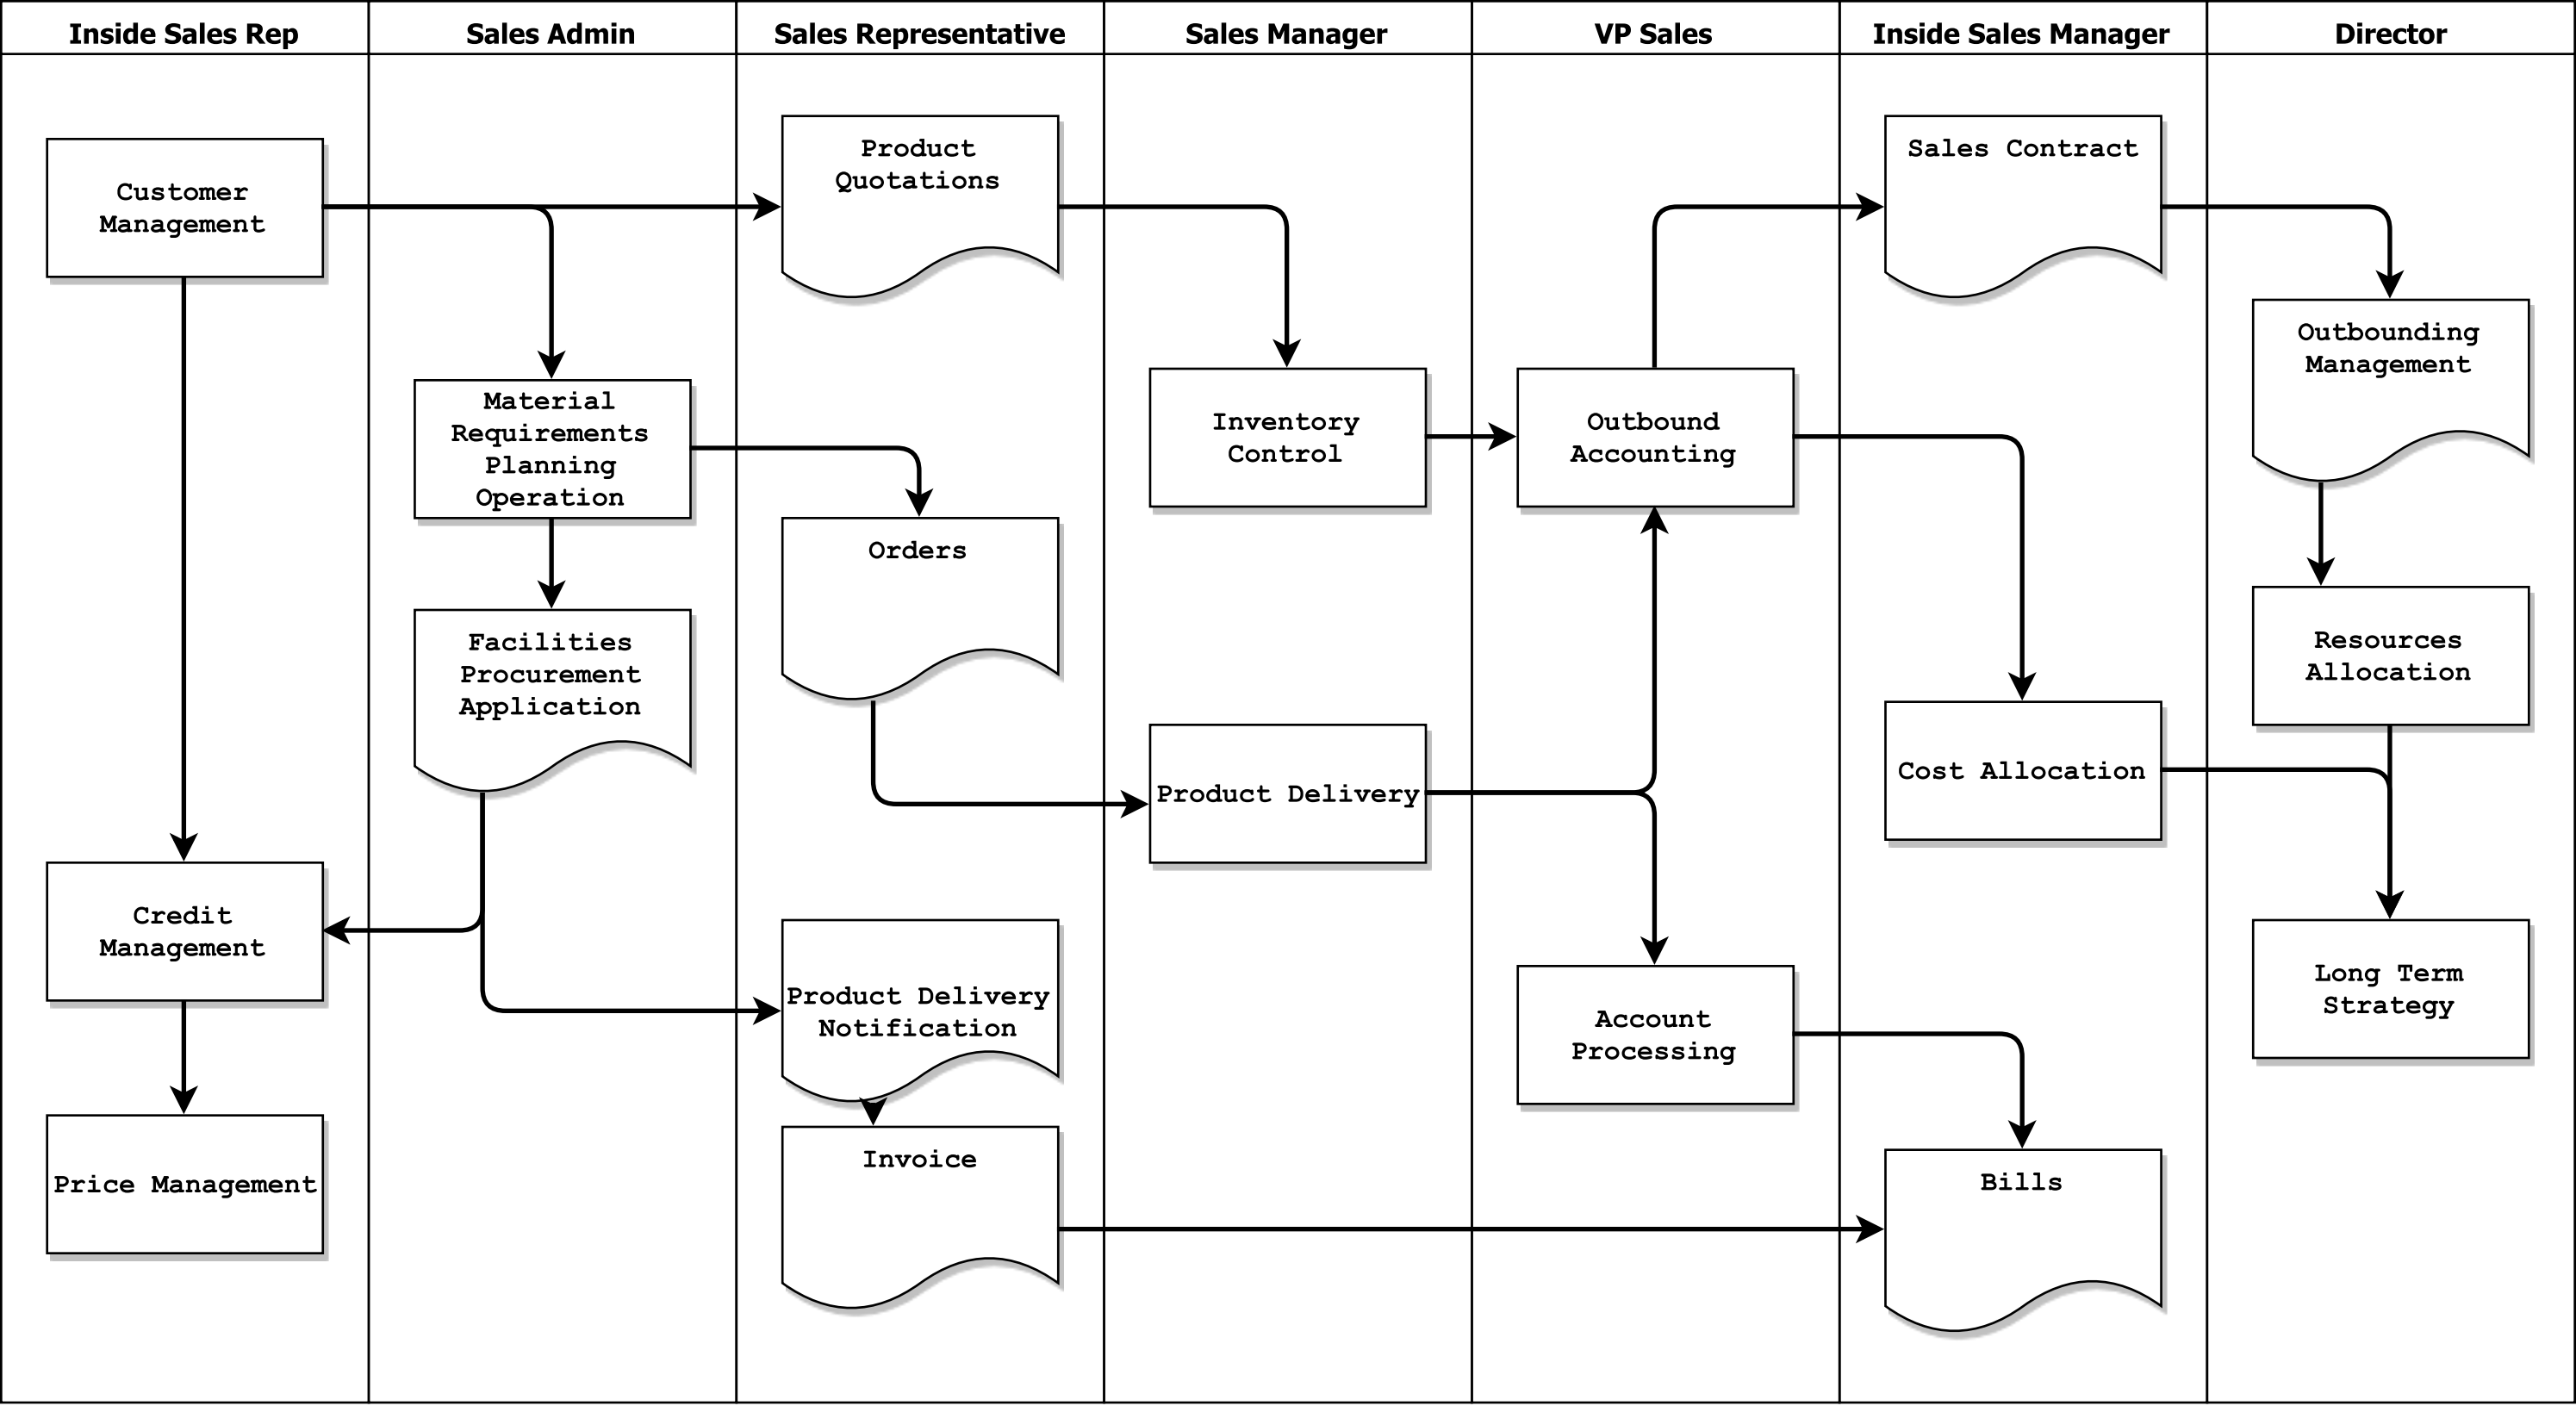 Inside Sales Rep
Sales Admin
Sales Representative
Sales Manager
VP Sales
Inside Sales Manager
Director
Customer
Management
Credit
Management
Price Management
Material
Requirements
Planning
Operation
Facilities
Procurement
Application
Product
Quotations
Orders
Product Delivery
Notification
Invoice
Inventory
Control
Product Delivery
Outbound
Accounting
Account
Processing
Sales Contract
Cost Allocation
Bills
Outbounding
Management
Resources
Allocation
Long Term
Strategy